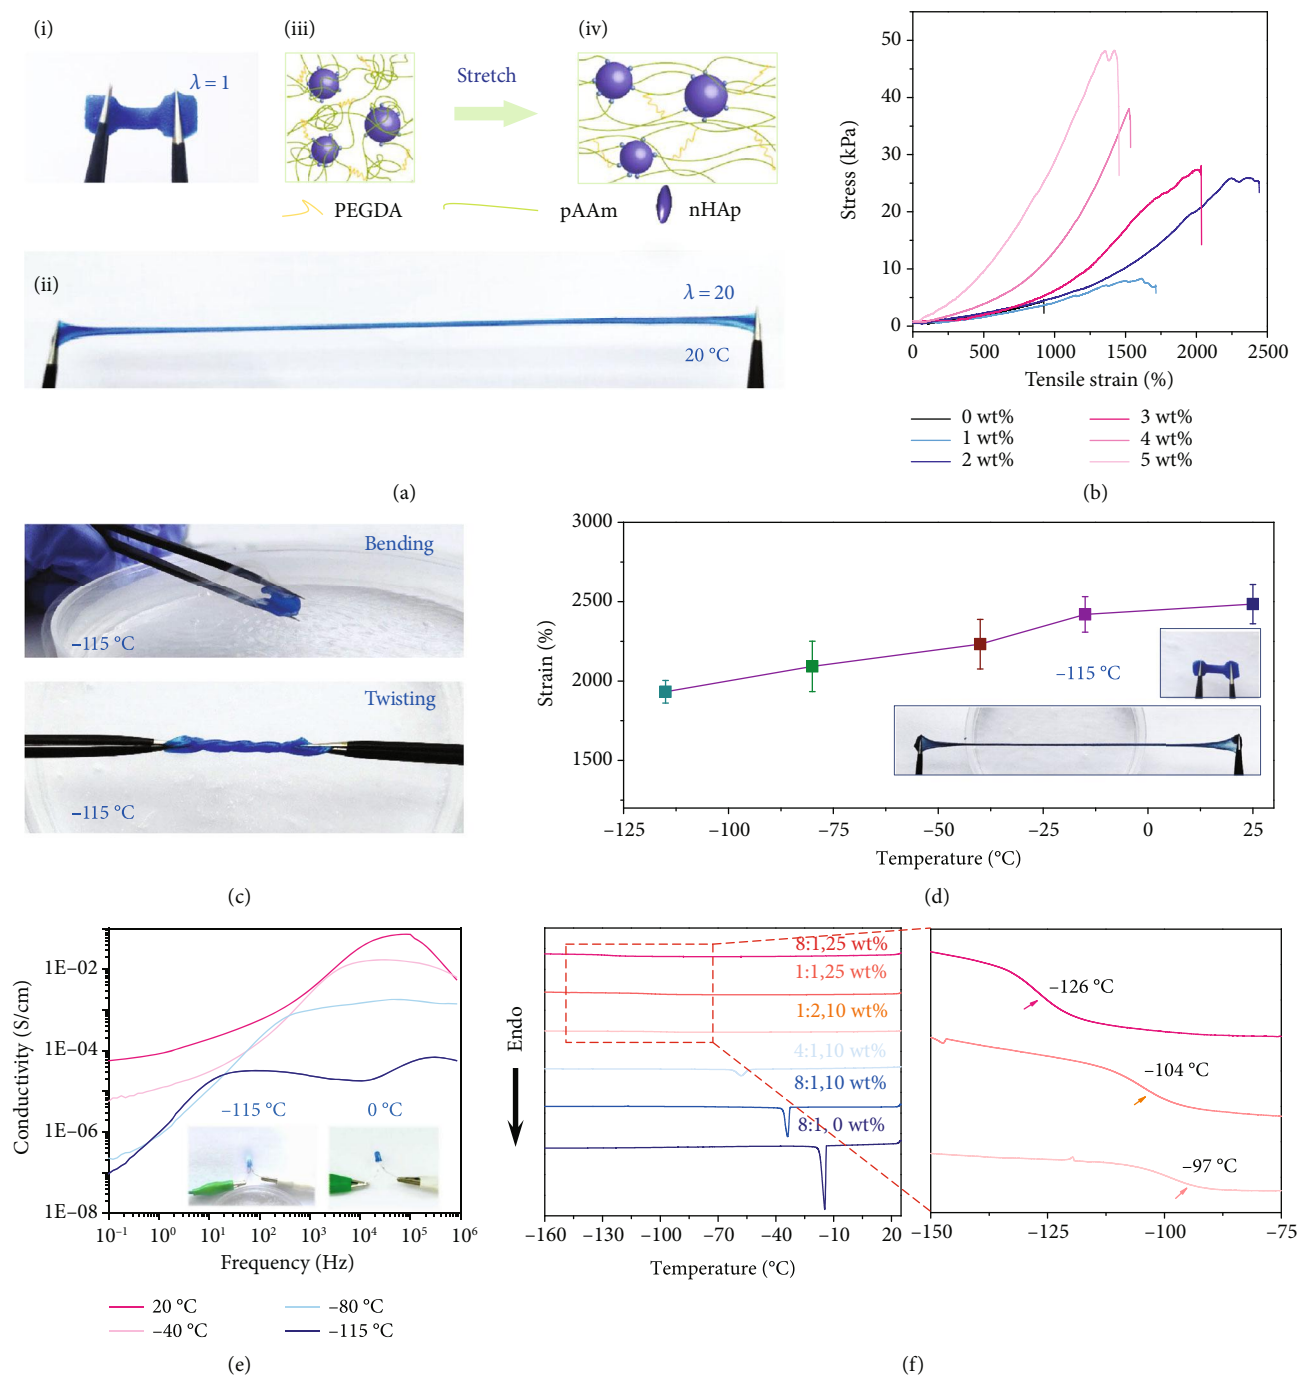 (i)
λ = 1
(iii)
(iv)
Stretch
PEGDA
pAAm
nHAp
(ii)
λ = 20
20 °C
(a)
Stress (kPa)
50
40
30
20
10
0
0 500 1000 1500 2000 2500
Tensile strain (%)
0 wt%
1 wt%
2 wt%
3 wt%
4 wt%
5 wt%
(b)
Bending
–115 °C
Twisting
–115 °C
(c)
Strain (%)
3000
2500
2000
1500
–115 °C
–125 –100 –75 –50 –25 0 25
Temperature (°C)
(d)
Conductivity (S/cm)
1E–02
1E–04
1E–06
1E–08
–115 °C
0 °C
10⁻¹ 10⁰ 10¹ 10² 10³ 10⁴ 10⁵ 10⁶
Frequency (Hz)
20 °C
–40 °C
–80 °C
–115 °C
(e)
Endo
8:1,25 wt%
1:1,25 wt%
1:2,10 wt%
4:1,10 wt%
8:1,10 wt%
8:1, 0 wt%
–160 –130 –100 –70 –40 –10 20
Temperature (°C)
–126 °C
–104 °C
–97 °C
–150 –125 –100 –75
(f)